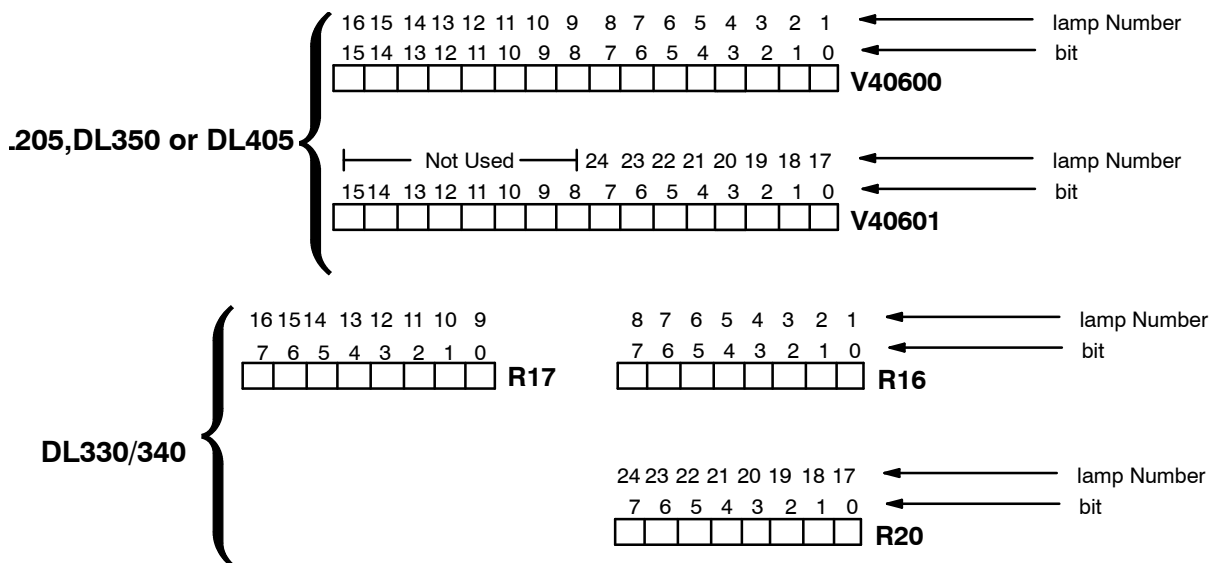 16 15 14 13 12 11 10 9 8 7 6 5 4 3 2 1 lamp Number
15 14 13 12 11 10 9 8 7 6 5 4 3 2 1 0 bit
V40600
.205,DL350 or DL405
Not Used 24 23 22 21 20 19 18 17 lamp Number
15 14 13 12 11 10 9 8 7 6 5 4 3 2 1 0 bit
V40601
16 15 14 13 12 11 10 9 8 7 6 5 4 3 2 1 lamp Number
7 6 5 4 3 2 1 0 7 6 5 4 3 2 1 0 bit
R17 R16
DL330/340
24 23 22 21 20 19 18 17 lamp Number
7 6 5 4 3 2 1 0 bit
R20